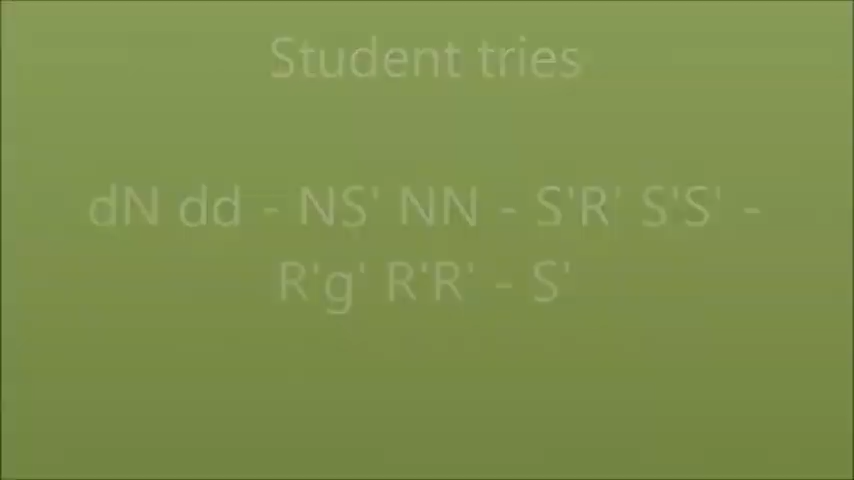 Student tries
dN dd - NS' NN - S'R' S'S' -
R'g' R'R' - S'